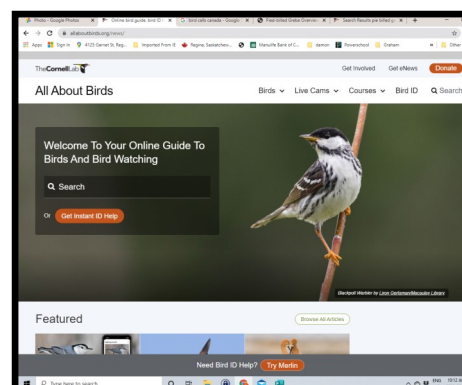 Photo - Google Photos
Online bird guide, bird ID
bird calls canada - Google
Pied-billed Grebe Overview
Search Results pie billed g
allaboutbirds.org/news/
Apps
Sign In
4125 Garnet St, Reg...
Imported From IE
Regina, Saskatchew...
Manulife Bank of C...
damon
Powerschool
Graham
Other
TheCornellLab
Get Involved
Get eNews
Donate
All About Birds
Birds
Live Cams
Courses
Bird ID
Search
Welcome To Your Online Guide To
Birds And Bird Watching
Search
Or
Get Instant ID Help
Blackpoll Warbler by Liron Gertsman/Macaulay Library
Featured
Browse All Articles
Need Bird ID Help?
Try Merlin
Type here to search
ENG